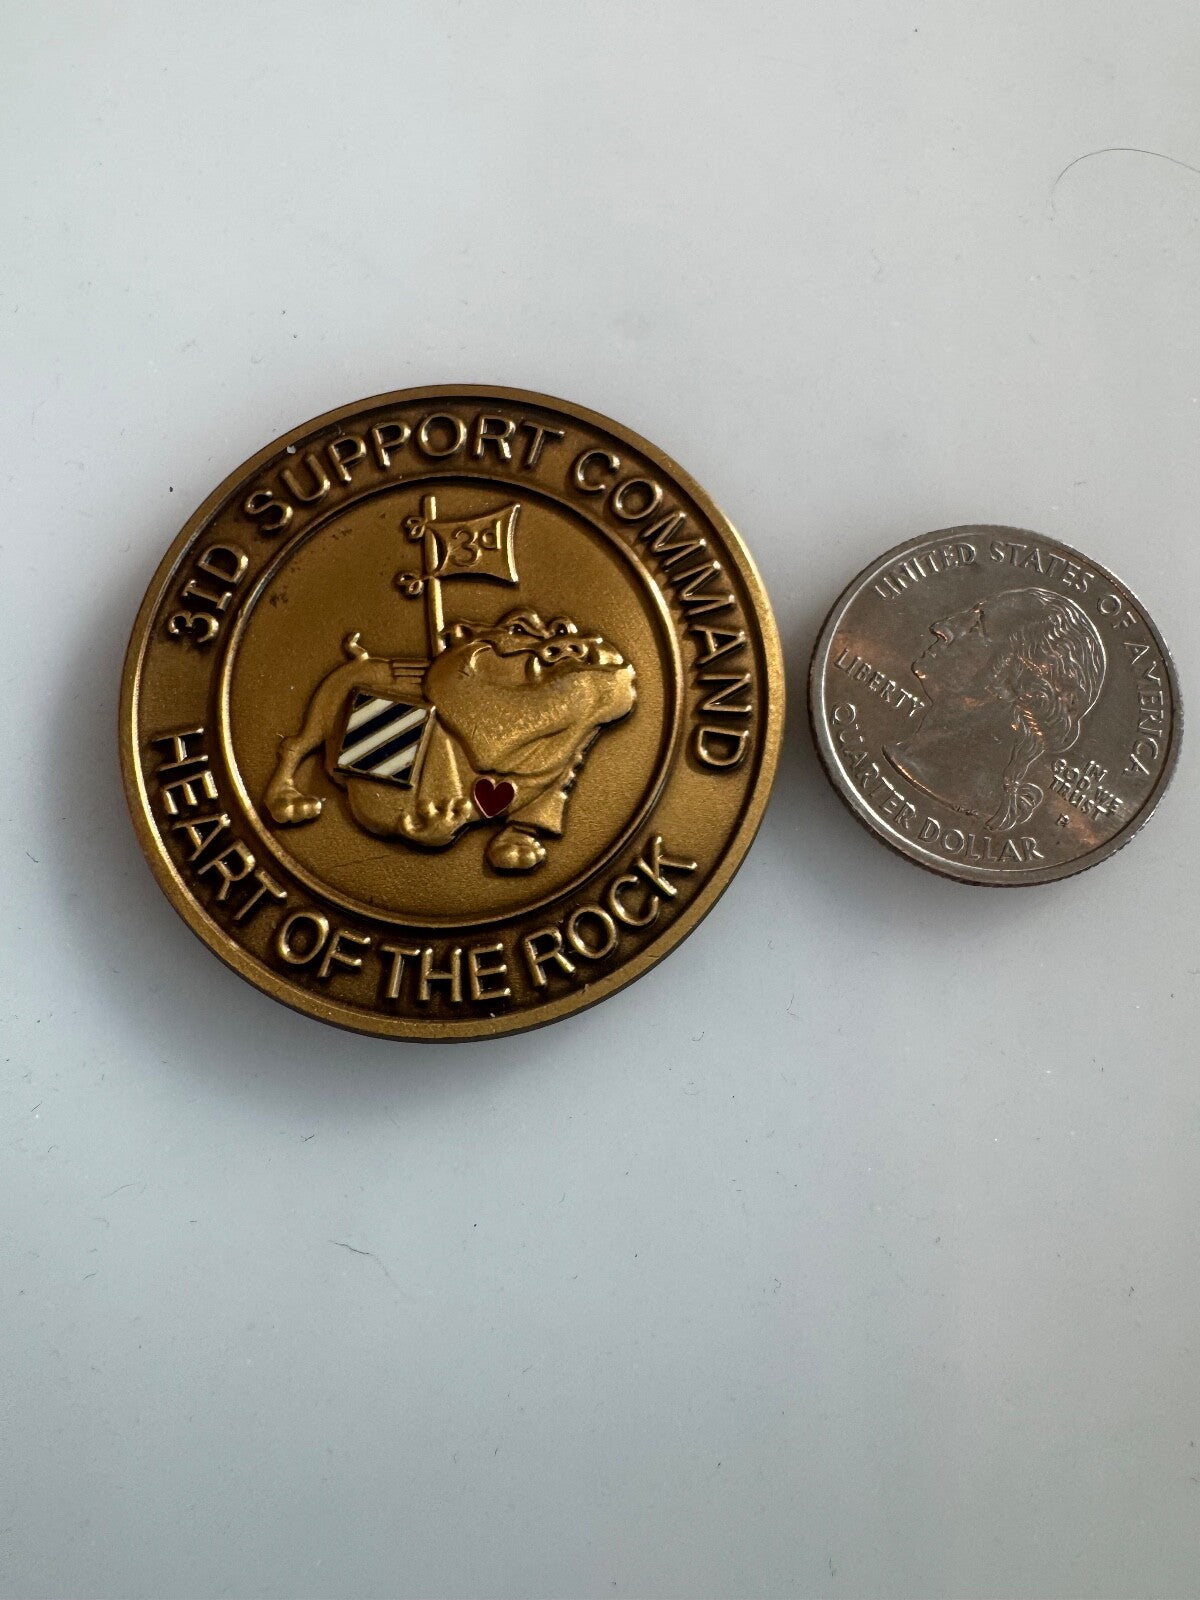 3ID SUPPORT COMMAND
3d
HEART OF THE ROCK
UNITED STATES OF AMERICA
LIBERTY
IN
GOD WE
TRUST
QUARTER DOLLAR